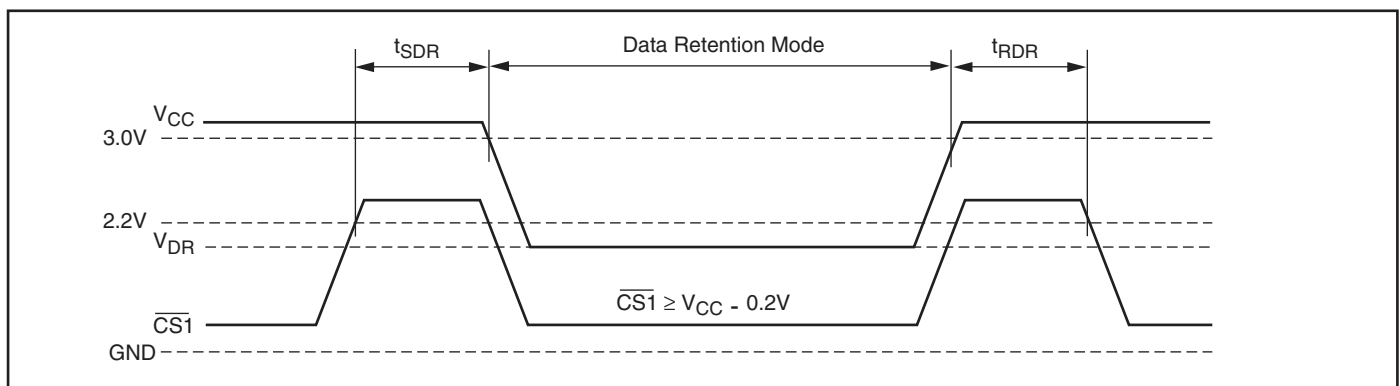 tSDR
Data Retention Mode
tRDR
VCC
3.0V
2.2V
VDR
CS1 ≥ VCC - 0.2V
CS1
GND